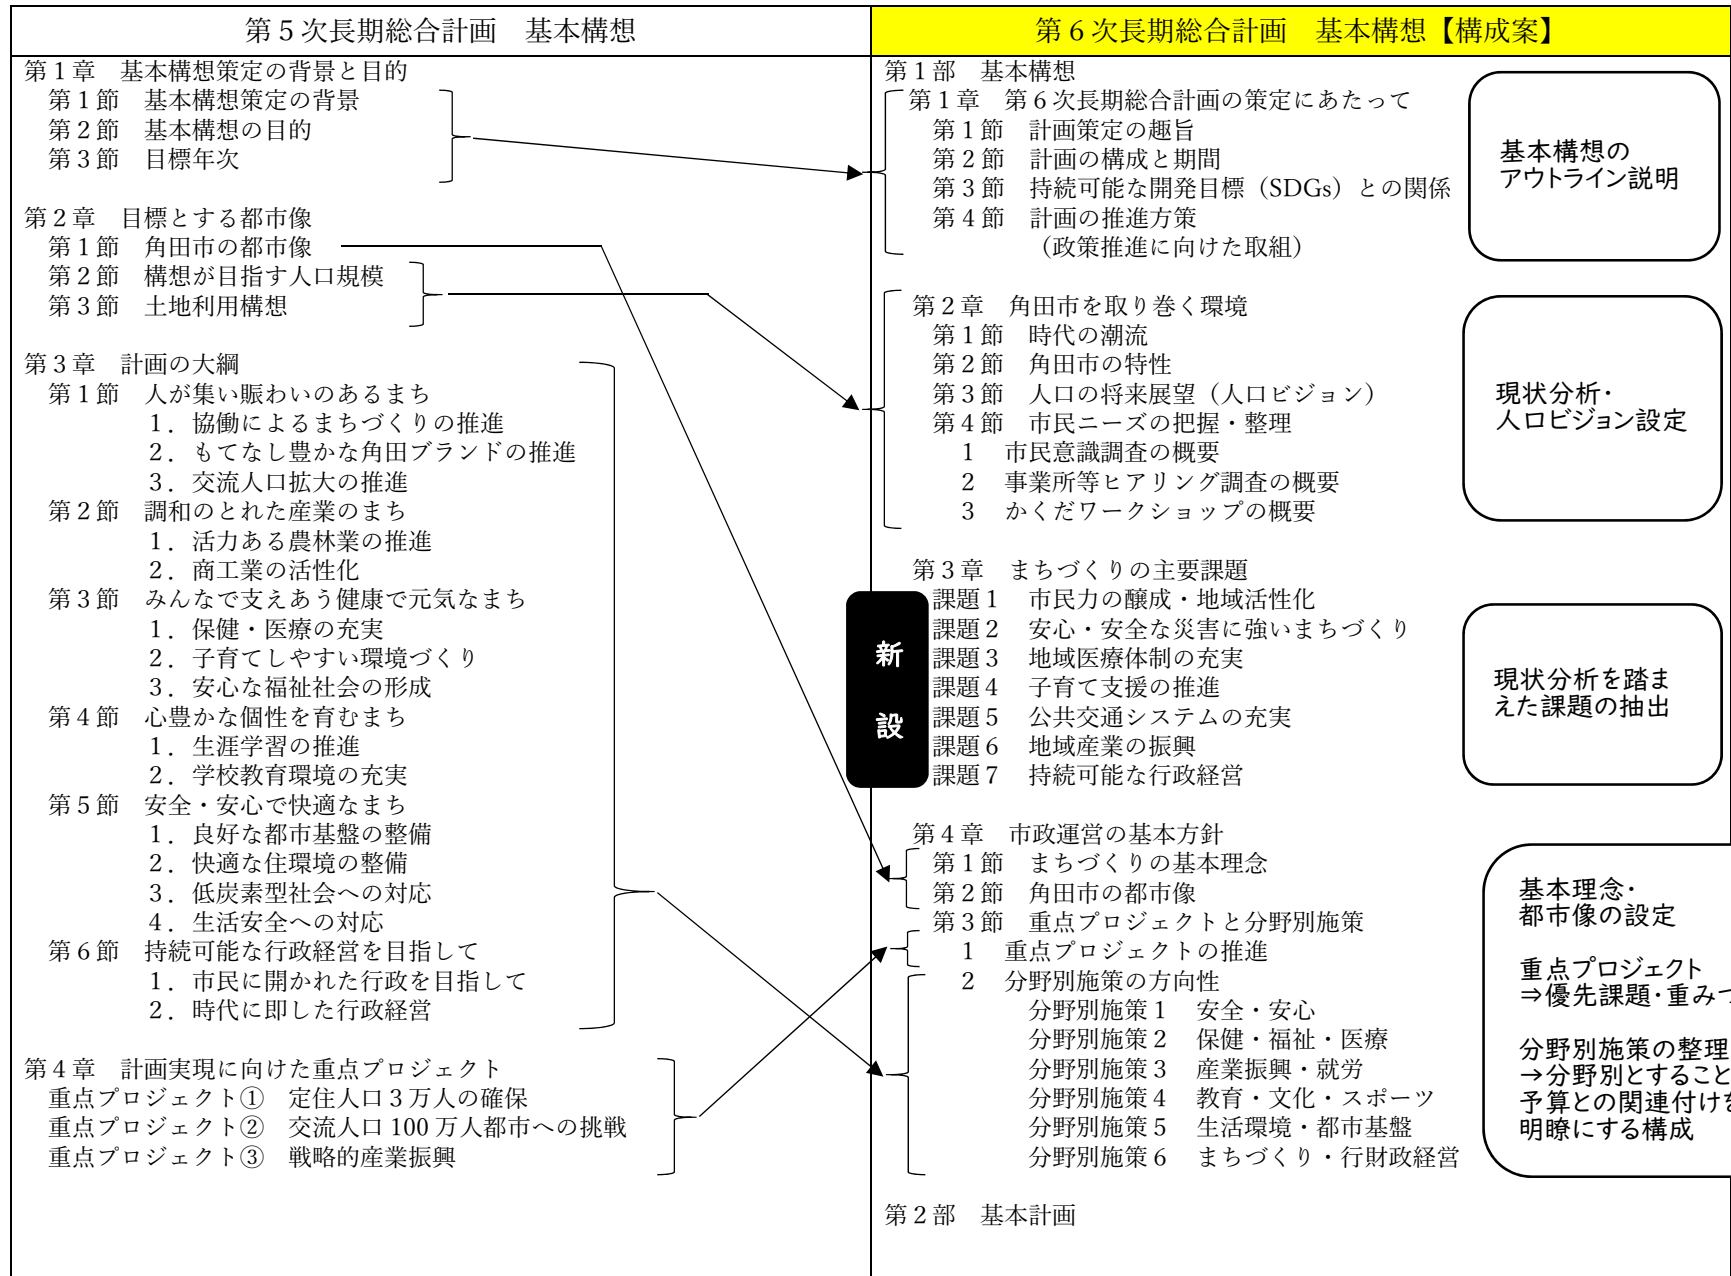 第５次長期総合計画　基本構想
第１章　基本構想策定の背景と目的
第１節　基本構想策定の背景
第２節　基本構想の目的
第３節　目標年次
第２章　目標とする都市像
第１節　角田市の都市像
第２節　構想が目指す人口規模
第３節　土地利用構想
第３章　計画の大綱
第１節　人が集い賑わいのあるまち
１．協働によるまちづくりの推進
２．もてなし豊かな角田ブランドの推進
３．交流人口拡大の推進
第２節　調和のとれた産業のまち
１．活力ある農林業の推進
２．商工業の活性化
第３節　みんなで支えあう健康で元気なまち
１．保健・医療の充実
２．子育てしやすい環境づくり
３．安心な福祉社会の形成
第４節　心豊かな個性を育むまち
１．生涯学習の推進
２．学校教育環境の充実
第５節　安全・安心で快適なまち
１．良好な都市基盤の整備
２．快適な住環境の整備
３．低炭素型社会への対応
４．生活安全への対応
第６節　持続可能な行政経営を目指して
１．市民に開かれた行政を目指して
２．時代に即した行政経営
第４章　計画実現に向けた重点プロジェクト
重点プロジェクト①　定住人口３万人の確保
重点プロジェクト②　交流人口 100 万人都市への挑戦
重点プロジェクト③　戦略的産業振興
第６次長期総合計画　基本構想【構成案】
第１部　基本構想
第１章　第６次長期総合計画の策定にあたって
第１節　計画策定の趣旨
第２節　計画の構成と期間
第３節　持続可能な開発目標（SDGs）との関係
第４節　計画の推進方策
（政策推進に向けた取組）
第２章　角田市を取り巻く環境
第１節　時代の潮流
第２節　角田市の特性
第３節　人口の将来展望（人口ビジョン）
第４節　市民ニーズの把握・整理
１　市民意識調査の概要
２　事業所等ヒアリング調査の概要
３　かくだワークショップの概要
第３章　まちづくりの主要課題
課題１　市民力の醸成・地域活性化
課題２　安心・安全な災害に強いまちづくり
課題３　地域医療体制の充実
課題４　子育て支援の推進
課題５　公共交通システムの充実
課題６　地域産業の振興
課題７　持続可能な行政経営
新設
第４章　市政運営の基本方針
第１節　まちづくりの基本理念
第２節　角田市の都市像
第３節　重点プロジェクトと分野別施策
１　重点プロジェクトの推進
２　分野別施策の方向性
分野別施策１　安全・安心
分野別施策２　保健・福祉・医療
分野別施策３　産業振興・就労
分野別施策４　教育・文化・スポーツ
分野別施策５　生活環境・都市基盤
分野別施策６　まちづくり・行財政経営
第２部　基本計画
基本構想の
アウトライン説明
現状分析・
人口ビジョン設定
現状分析を踏ま
えた課題の抽出
基本理念・
都市像の設定
重点プロジェクト
⇒優先課題・重みづ
分野別施策の整理
→分野別とすること
予算との関連付けを
明瞭にする構成